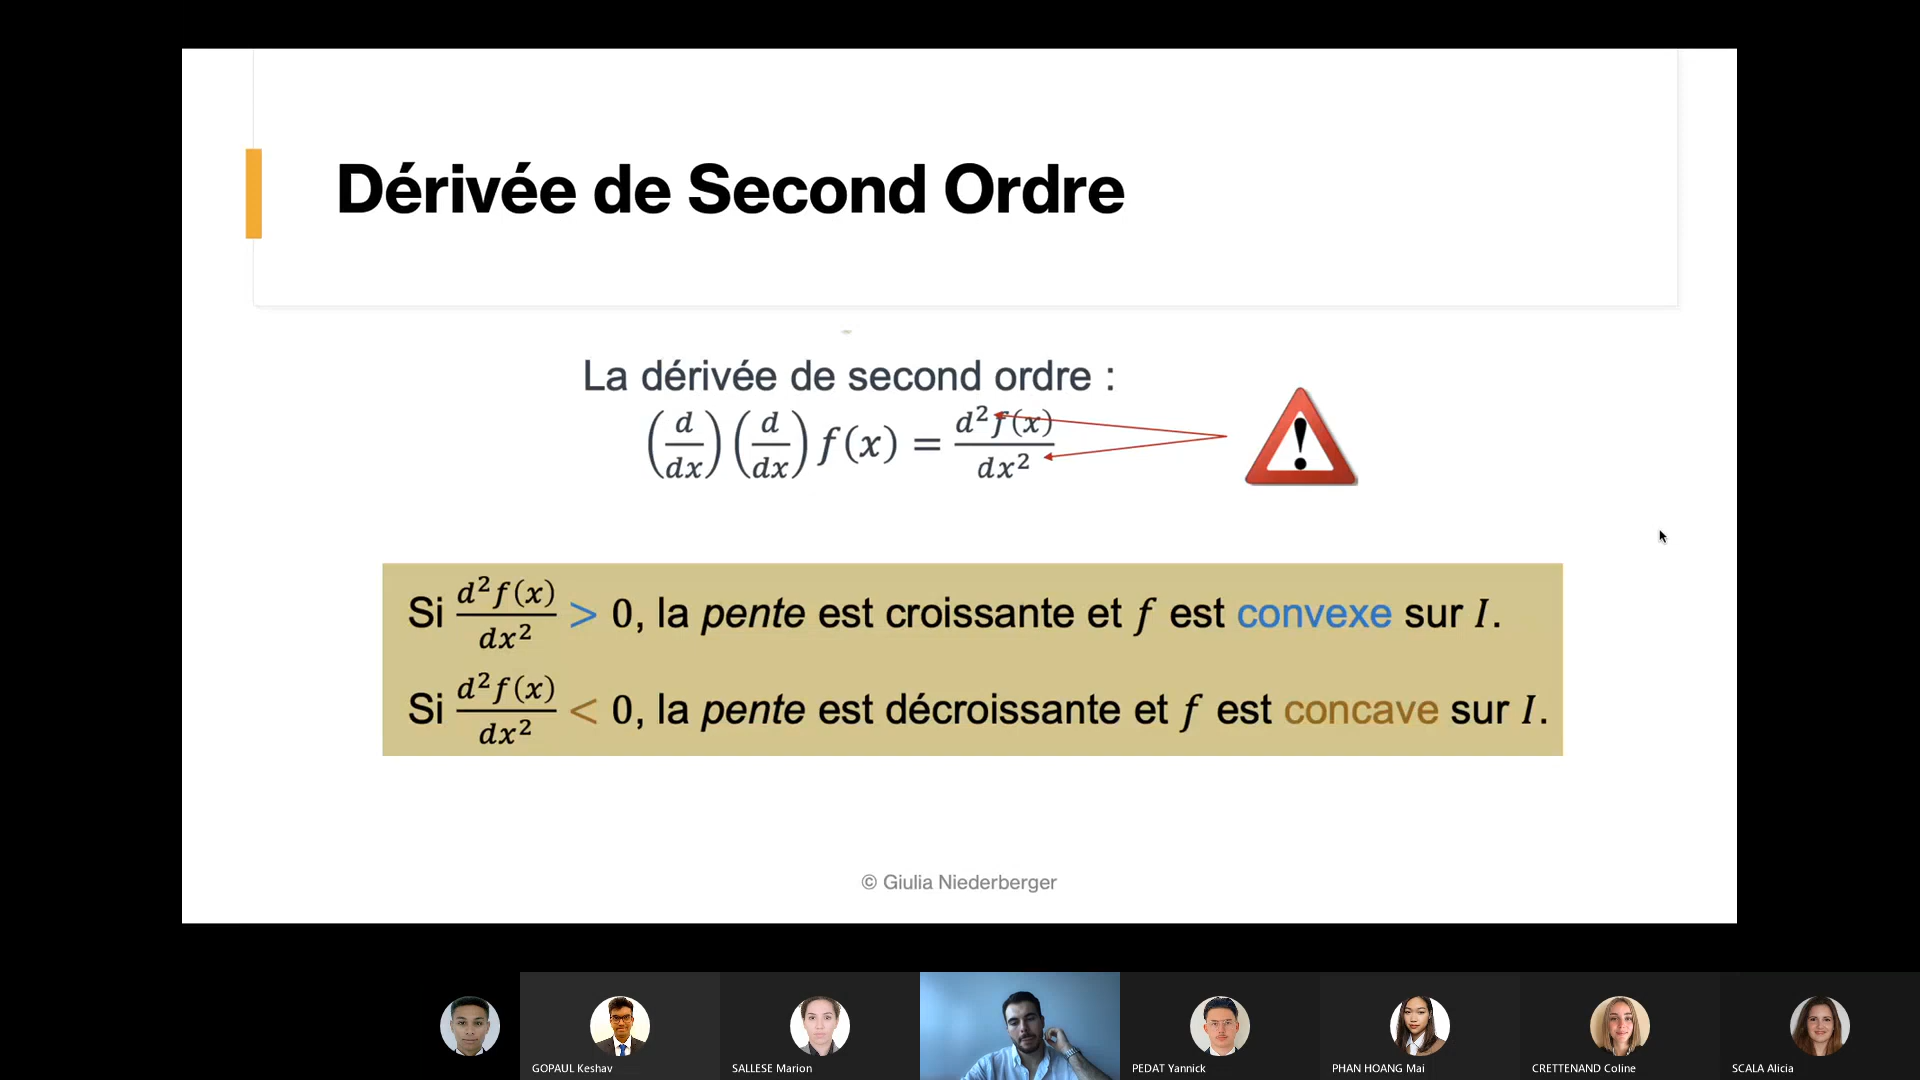 Dérivée de Second Ordre
La dérivée de second ordre :
(d/dx) (d/dx) f(x) = d²f(x)/dx²
!
Si d²f(x)/dx² > 0, la pente est croissante et f est convexe sur I.
Si d²f(x)/dx² < 0, la pente est décroissante et f est concave sur I.
© Giulia Niederberger
GOPAUL Keshav
SALLESE Marion
PEDAT Yannick
PHAN HOANG Mai
CRETTENAND Coline
SCALA Alicia